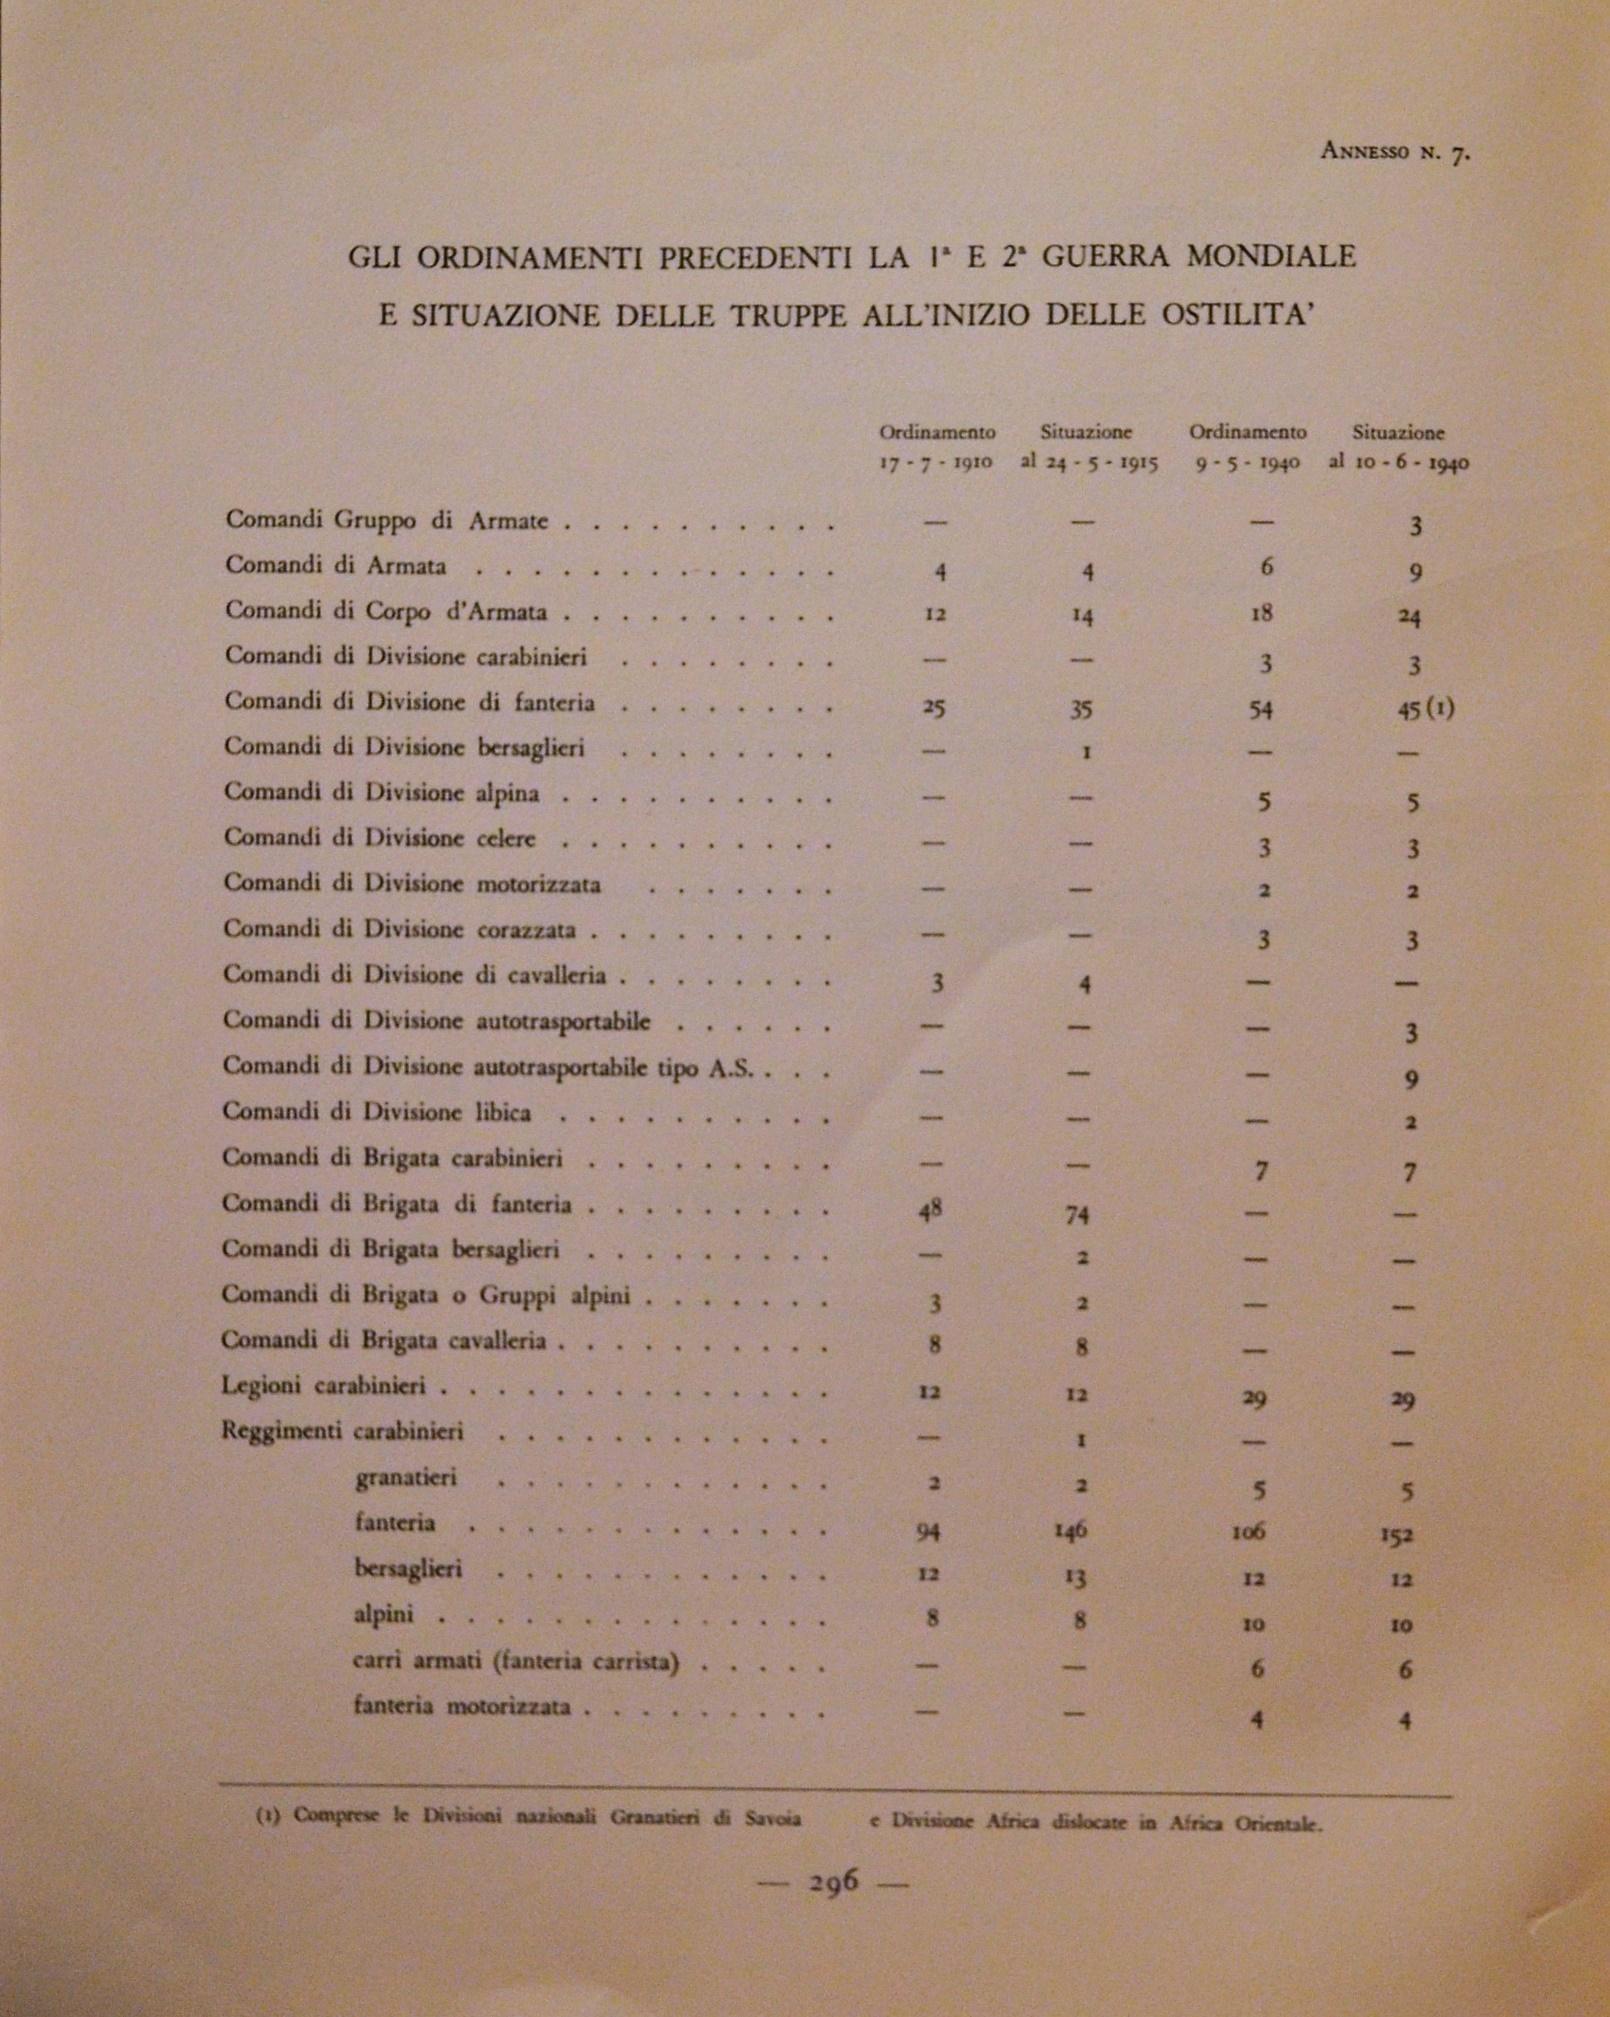 ANNESSO N. 7.
GLI ORDINAMENTI PRECEDENTI LA 1ª E 2ª GUERRA MONDIALE
E SITUAZIONE DELLE TRUPPE ALL'INIZIO DELLE OSTILITA'
Ordinamento Situazione Ordinamento Situazione
17 - 7 - 1910 al 24 - 5 - 1915 9 - 5 - 1940 al 10 - 6 - 1940
Comandi Gruppo di Armate . . . . . . . . . . — — — 3
Comandi di Armata . . . . . . . . . . . . . 4 4 6 9
Comandi di Corpo d'Armata . . . . . . . . . . 12 14 18 24
Comandi di Divisione carabinieri . . . . . . . . — — 3 3
Comandi di Divisione di fanteria . . . . . . . . 25 35 54 45 (1)
Comandi di Divisione bersaglieri . . . . . . . . — 1 — —
Comandi di Divisione alpina . . . . . . . . . . — — 5 5
Comandi di Divisione celere . . . . . . . . . . — — 3 3
Comandi di Divisione motorizzata . . . . . . . — — 2 2
Comandi di Divisione corazzata . . . . . . . . . — — 3 3
Comandi di Divisione di cavalleria . . . . . . . . 3 4 — —
Comandi di Divisione autotrasportabile . . . . . . — — — 3
Comandi di Divisione autotrasportabile tipo A.S. . . . — — — 9
Comandi di Divisione libica . . . . . . . . . . — — — 2
Comandi di Brigata carabinieri . . . . . . . . . — — 7 7
Comandi di Brigata di fanteria . . . . . . . . . 48 74 — —
Comandi di Brigata bersaglieri . . . . . . . . . — 2 — —
Comandi di Brigata o Gruppi alpini . . . . . . . 3 2 — —
Comandi di Brigata cavalleria . . . . . . . . . . 8 8 — —
Legioni carabinieri . . . . . . . . . . . . . . 12 12 29 29
Reggimenti carabinieri . . . . . . . . . . . . — 1 — —
granatieri . . . . . . . . . . . . 2 2 5 5
fanteria . . . . . . . . . . . . . 94 146 106 152
bersaglieri . . . . . . . . . . . . 12 13 12 12
alpini . . . . . . . . . . . . . . 8 8 10 10
carri armati (fanteria carrista) . . . . . — — 6 6
fanteria motorizzata . . . . . . . . . — — 4 4
(1) Comprese le Divisioni nazionali Granatieri di Savoia e Divisione Africa dislocate in Africa Orientale.
— 296 —